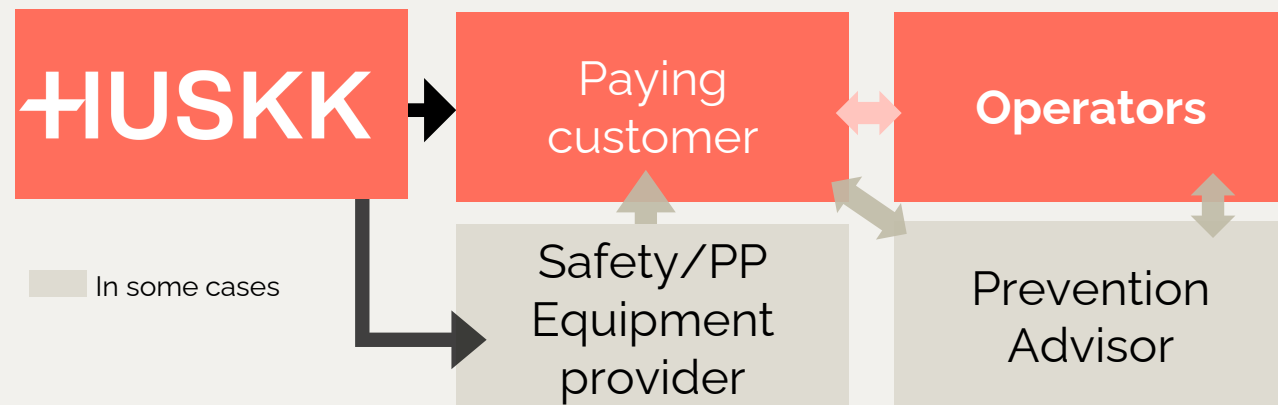 HUSKK
Paying
customer
Operators
Safety/PP
Equipment
provider
Prevention
Advisor
In some cases